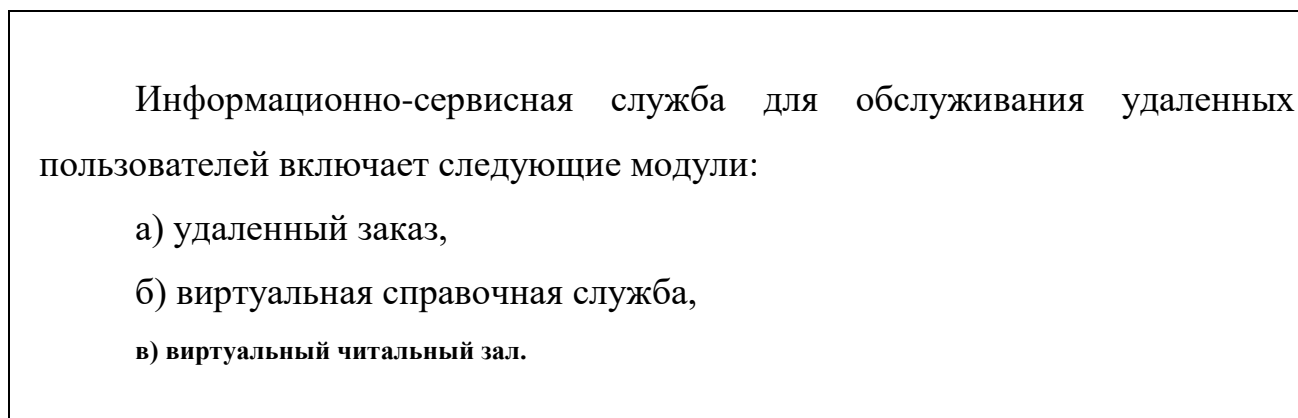 Информационно-сервисная служба для обслуживания удаленных
пользователей включает следующие модули:
а) удаленный заказ,
б) виртуальная справочная служба,
в) виртуальный читальный зал.